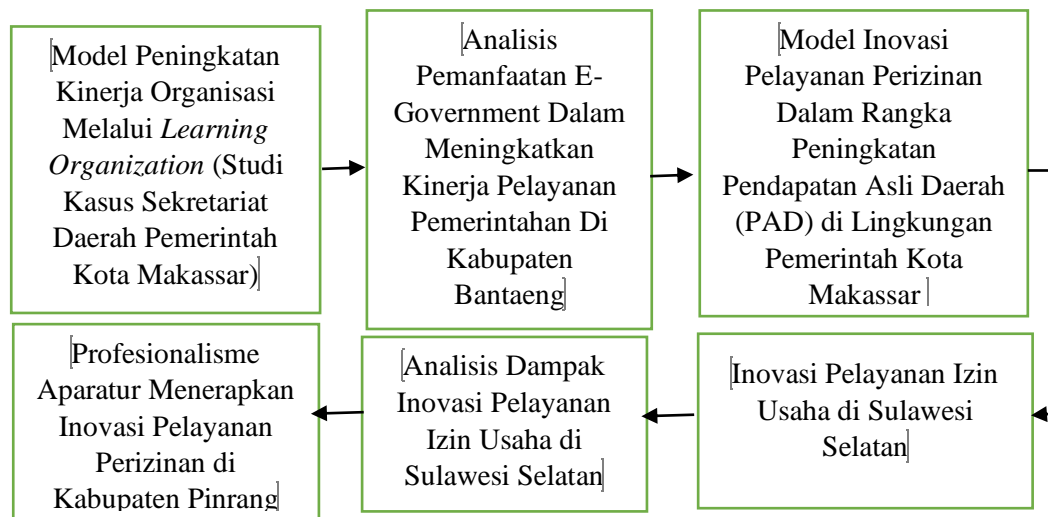 Model Peningkatan
Kinerja Organisasi
Melalui Learning
Organization (Studi
Kasus Sekretariat
Daerah Pemerintah
Kota Makassar)
Analisis
Pemanfaatan E-
Government Dalam
Meningkatkan
Kinerja Pelayanan
Pemerintahan Di
Kabupaten
Bantaeng
Model Inovasi
Pelayanan Perizinan
Dalam Rangka
Peningkatan
Pendapatan Asli Daerah
(PAD) di Lingkungan
Pemerintah Kota
Makassar
Inovasi Pelayanan Izin
Usaha di Sulawesi
Selatan
Analisis Dampak
Inovasi Pelayanan
Izin Usaha di
Sulawesi Selatan
Profesionalisme
Aparatur Menerapkan
Inovasi Pelayanan
Perizinan di
Kabupaten Pinrang